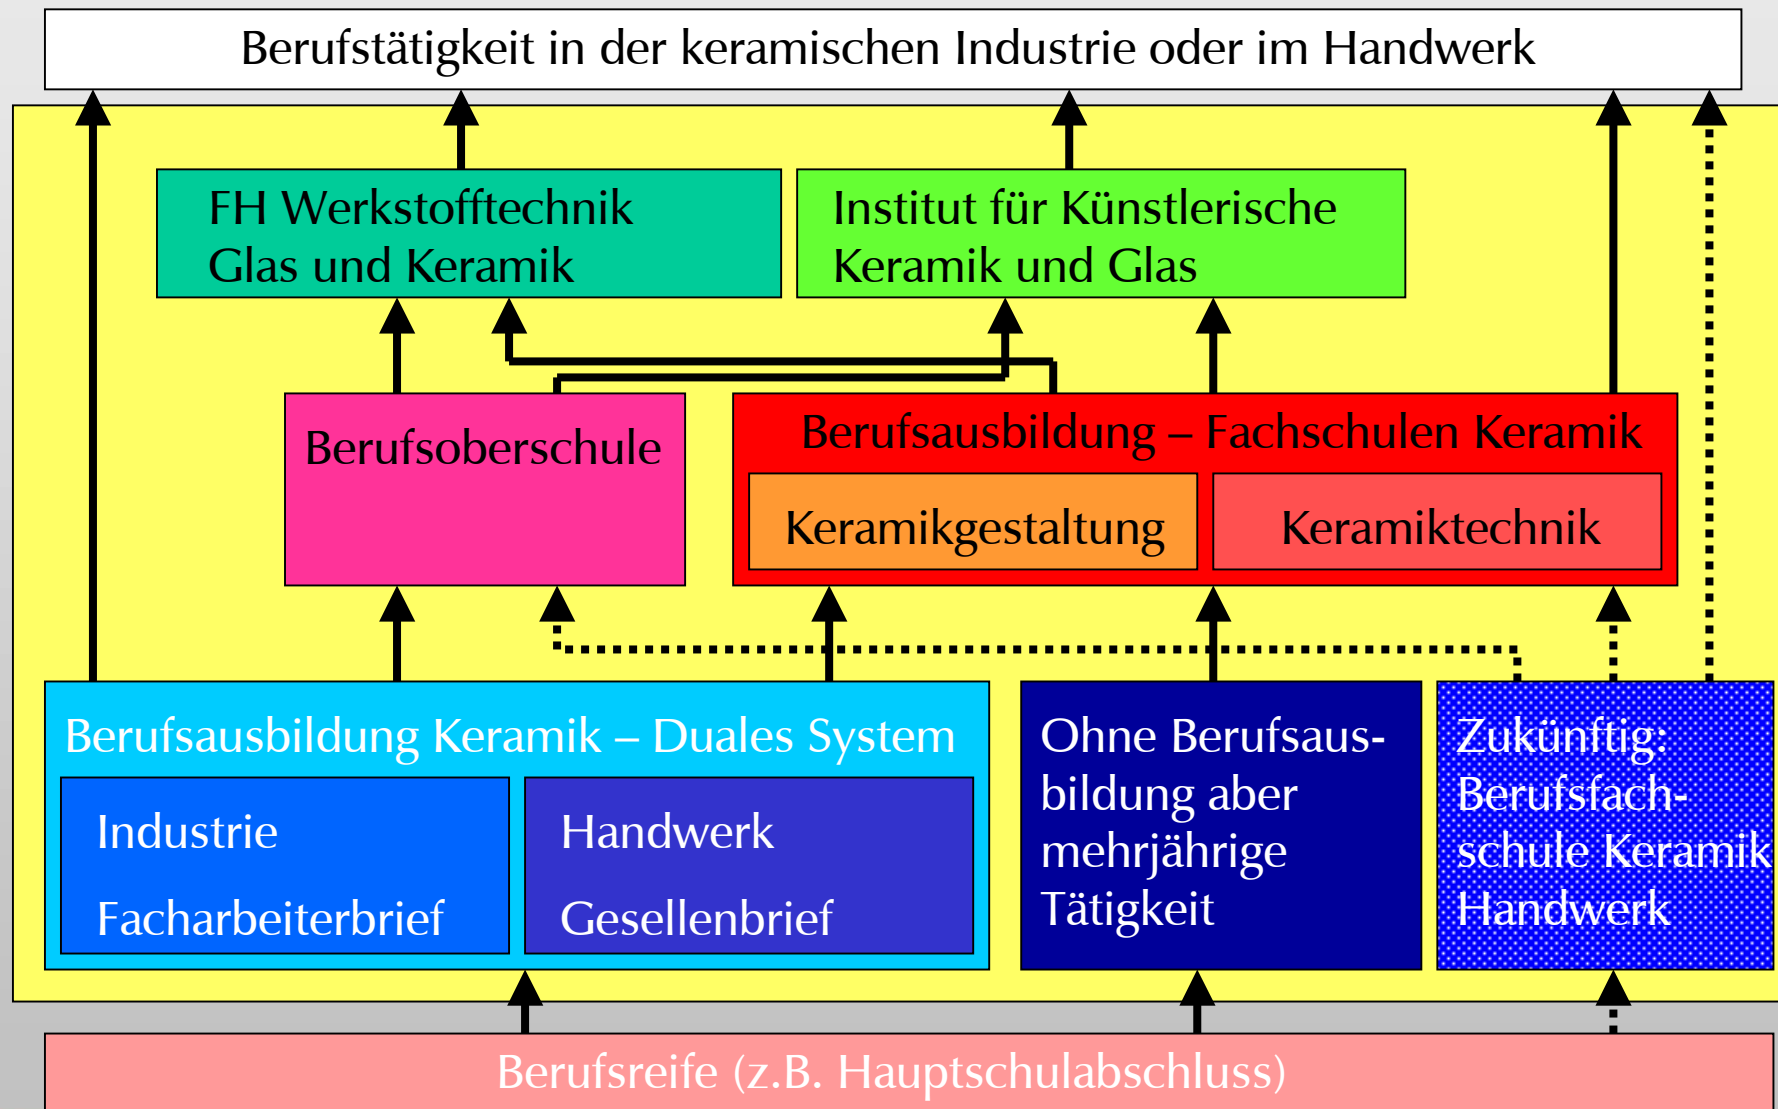 Berufstätigkeit in der keramischen Industrie oder im Handwerk
FH Werkstofftechnik
Glas und Keramik
Institut für Künstlerische
Keramik und Glas
Berufsoberschule
Berufsausbildung – Fachschulen Keramik
Keramikgestaltung
Keramiktechnik
Berufsausbildung Keramik – Duales System
Industrie
Facharbeiterbrief
Handwerk
Gesellenbrief
Ohne Berufsaus-
bildung aber
mehrjährige
Tätigkeit
Zukünftig:
Berufsfach-
schule Keramik
Handwerk
Berufsreife (z.B. Hauptschulabschluss)